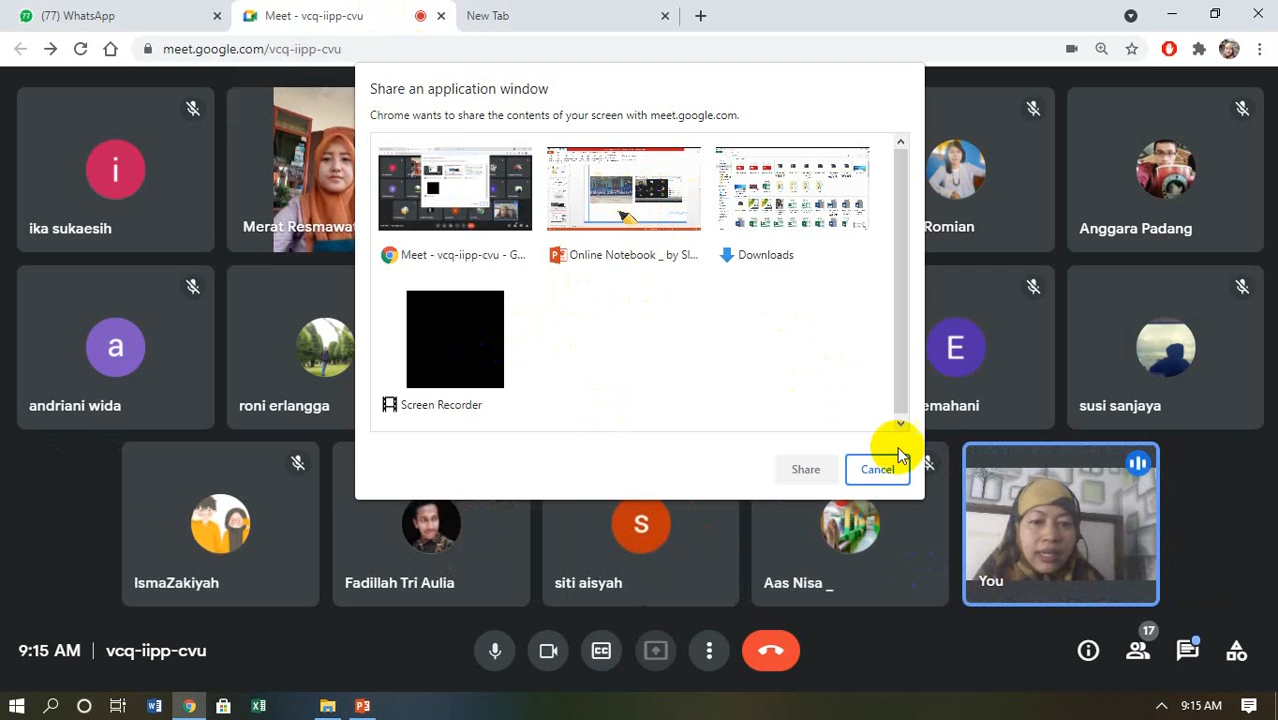 (77) WhatsApp
Meet - vcq-iipp-cvu
New Tab
meet.google.com/vcq-iipp-cvu
Share an application window
Chrome wants to share the contents of your screen with meet.google.com.
Meet - vcq-iipp-cvu - G...
Online Notebook _ by Sl...
Downloads
Screen Recorder
Share
Cancel
i
ika sukaesih
Merat Resmawat
Romian
Anggara Padang
a
andriani wida
roni erlangga
E
emahani
susi sanjaya
IsmaZakiyah
Fadillah Tri Aulia
S
siti aisyah
Aas Nisa _
You
9:15 AM
vcq-iipp-cvu
17
9:15 AM